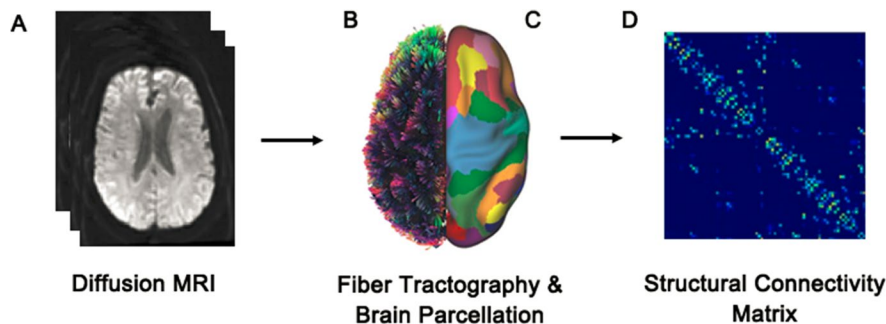 A
B
C
D
Diffusion MRI
Fiber Tractography &
Brain Parcellation
Structural Connectivity
Matrix